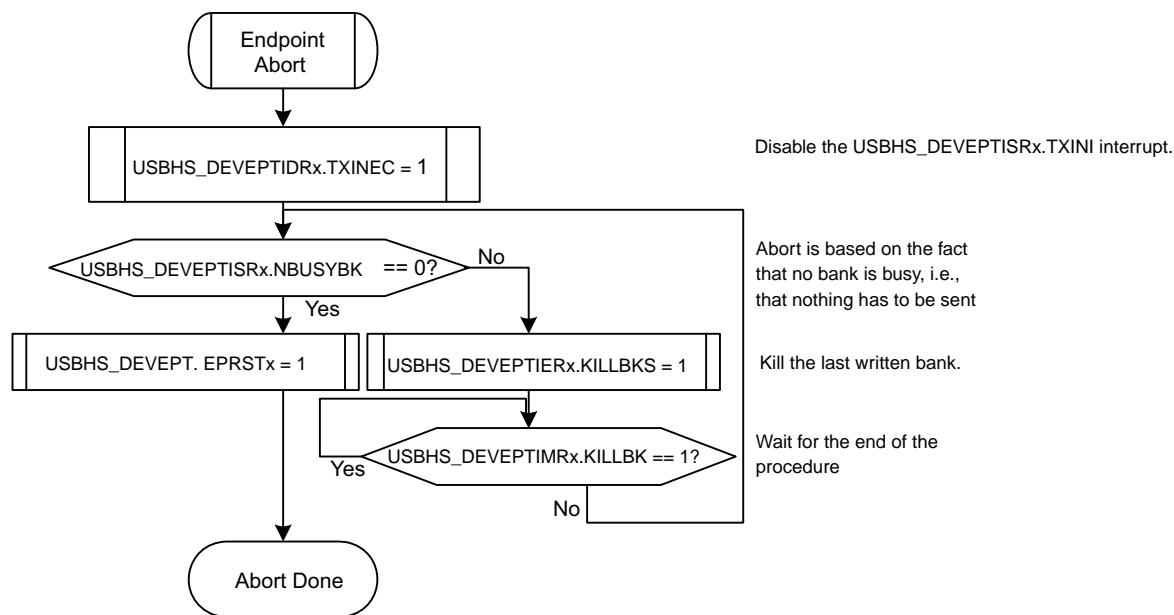 Endpoint
Abort
USBHS_DEVEPTIDRx.TXINEC = 1
Disable the USBHS_DEVEPTISRx.TXINI interrupt.
USBHS_DEVEPTISRx.NBUSYBK == 0?
No
Yes
Abort is based on the fact
that no bank is busy, i.e.,
that nothing has to be sent
USBHS_DEVEPT. EPRSTx = 1
USBHS_DEVEPTIERx.KILLBKS = 1
Kill the last written bank.
USBHS_DEVEPTIMRx.KILLBK == 1?
Yes
No
Wait for the end of the
procedure
Abort Done